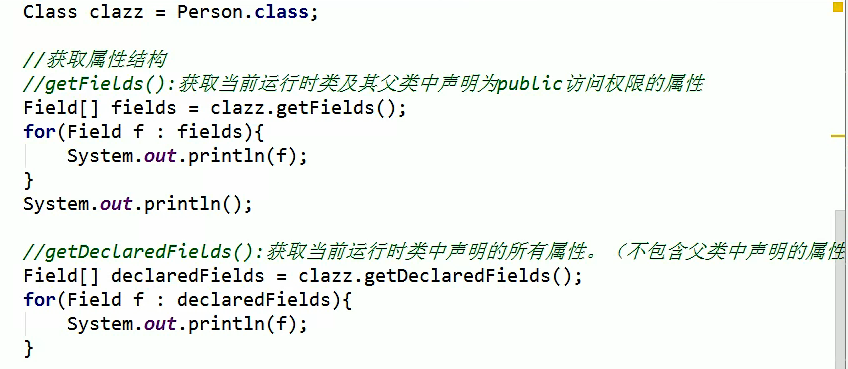 Class clazz = Person.class;
//获取属性结构
//getFields():获取当前运行时类及其父类中声明为public访问权限的属性
Field[] fields = clazz.getFields();
for(Field f : fields){
System.out.println(f);
}
System.out.println();
//getDeclaredFields():获取当前运行时类中声明的所有属性。（不包含父类中声明的属性
Field[] declaredFields = clazz.getDeclaredFields();
for(Field f : declaredFields){
System.out.println(f);
}